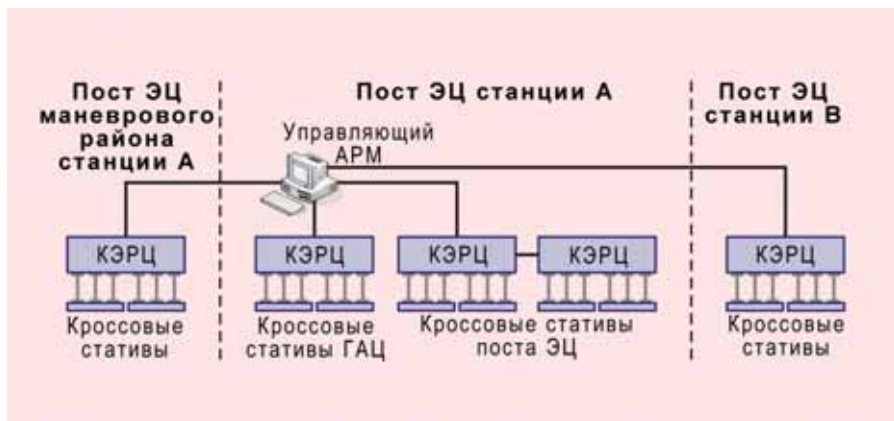 Пост ЭЦ
маневрового
района
станции А
Пост ЭЦ станции А
Пост ЭЦ
станции В
Управляющий
АРМ
КЭРЦ
КЭРЦ
КЭРЦ
КЭРЦ
КЭРЦ
Кроссовые
стативы
Кроссовые
стативы ГАЦ
Кроссовые стативы
поста ЭЦ
Кроссовые
стативы